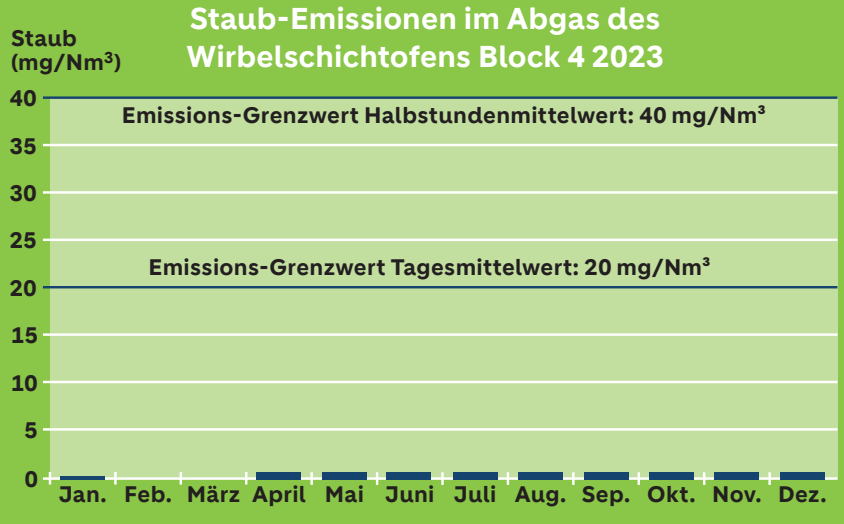 Staub-Emissionen im Abgas des
Wirbelschichtofens Block 4 2023
Staub
(mg/Nm³)
40
Emissions-Grenzwert Halbstundenmittelwert: 40 mg/Nm³
35
30
25
Emissions-Grenzwert Tagesmittelwert: 20 mg/Nm³
20
15
10
5
0
Jan. Feb. März April Mai Juni Juli Aug. Sep. Okt. Nov. Dez.